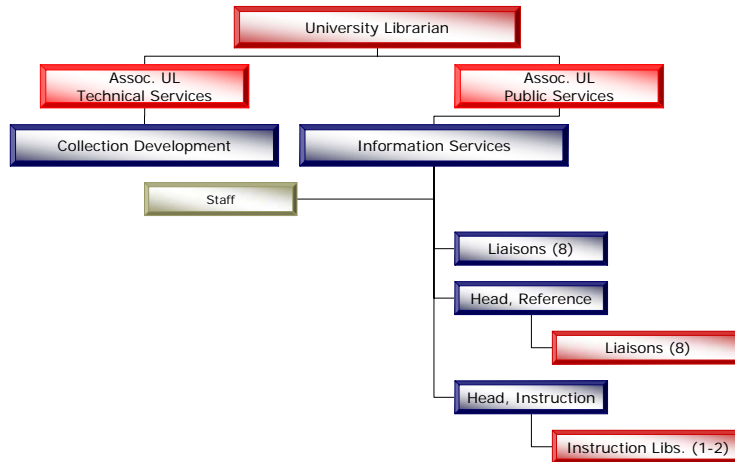 University Librarian
Assoc. UL
Technical Services
Assoc. UL
Public Services
Collection Development
Information Services
Staff
Liaisons (8)
Head, Reference
Liaisons (8)
Head, Instruction
Instruction Libs. (1-2)